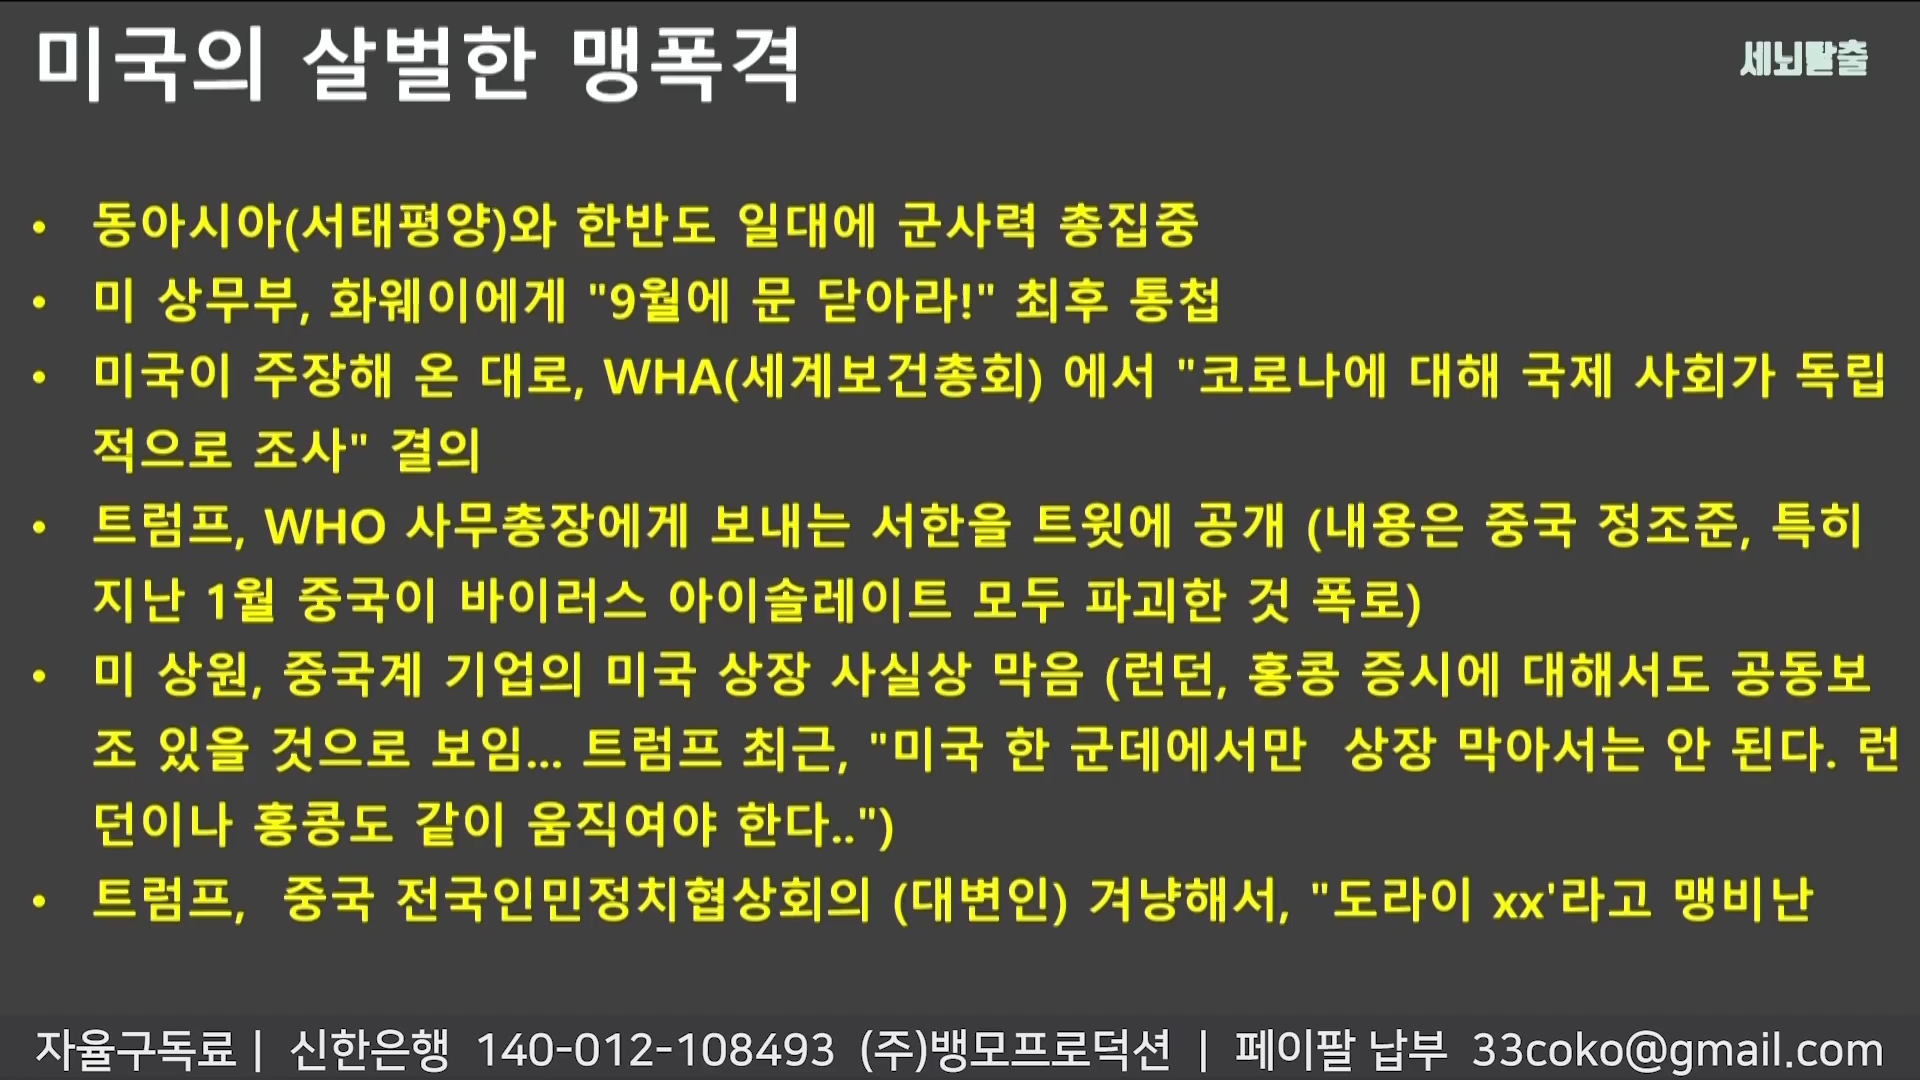 미국의 살벌한 맹폭격
세뇌탈출
• 동아시아(서태평양)와 한반도 일대에 군사력 총집중
• 미 상무부, 화웨이에게 "9월에 문 닫아라!" 최후 통첩
• 미국이 주장해 온 대로, WHA(세계보건총회) 에서 "코로나에 대해 국제 사회가 독립
적으로 조사" 결의
• 트럼프, WHO 사무총장에게 보내는 서한을 트윗에 공개 (내용은 중국 정조준, 특히
지난 1월 중국이 바이러스 아이솔레이트 모두 파괴한 것 폭로)
• 미 상원, 중국계 기업의 미국 상장 사실상 막음 (런던, 홍콩 증시에 대해서도 공동보
조 있을 것으로 보임... 트럼프 최근, "미국 한 군데에서만  상장 막아서는 안 된다. 런
던이나 홍콩도 같이 움직여야 한다..")
• 트럼프,  중국 전국인민정치협상회의 (대변인) 겨냥해서, "도라이 xx'라고 맹비난
자율구독료 | 신한은행 140-012-108493 (주)뱅모프로덕션 | 페이팔 납부 33coko@gmail.com